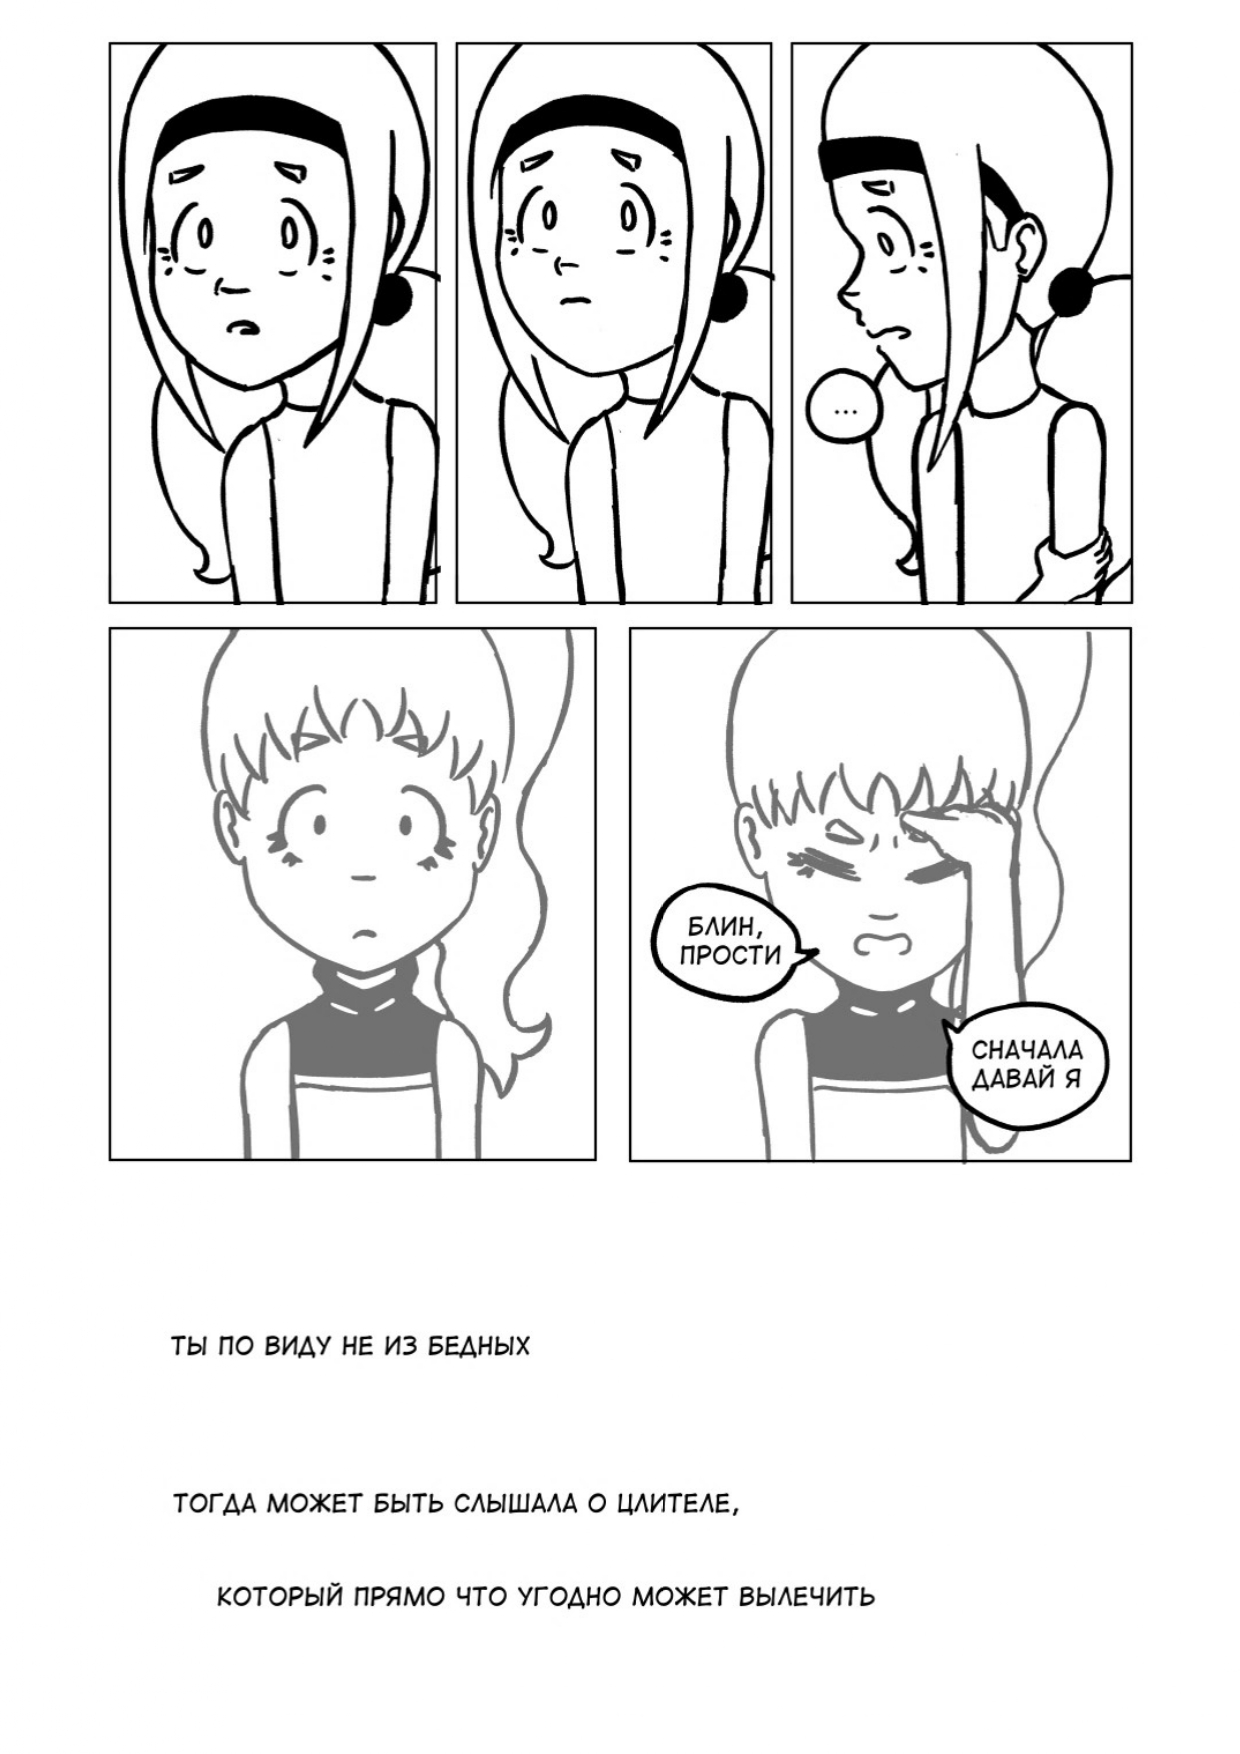 ...
БЛИН,
ПРОСТИ
СНАЧАЛА
ДАВАЙ Я
ТЫ ПО ВИДУ НЕ ИЗ БЕДНЫХ
ТОГДА МОЖЕТ БЫТЬ СЛЫШАЛА О ЦЛИТЕЛЕ,
КОТОРЫЙ ПРЯМО ЧТО УГОДНО МОЖЕТ ВЫЛЕЧИТЬ